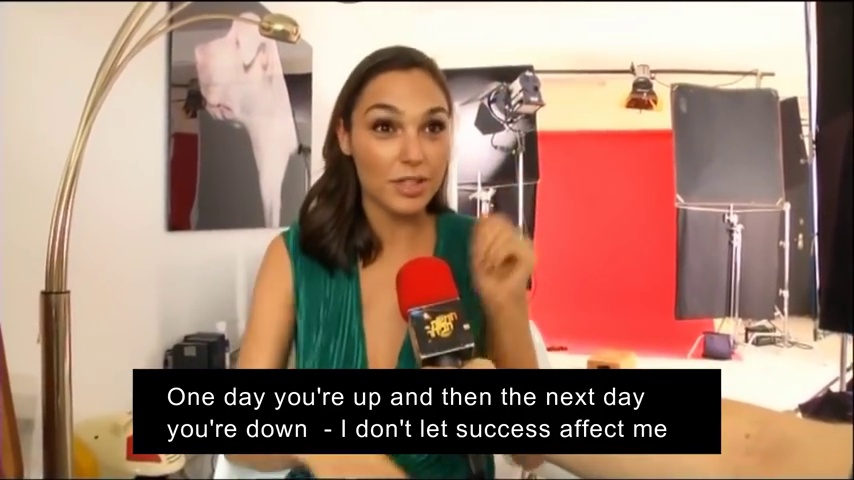 One day you're up and then the next day
you're down  - I don't let success affect me